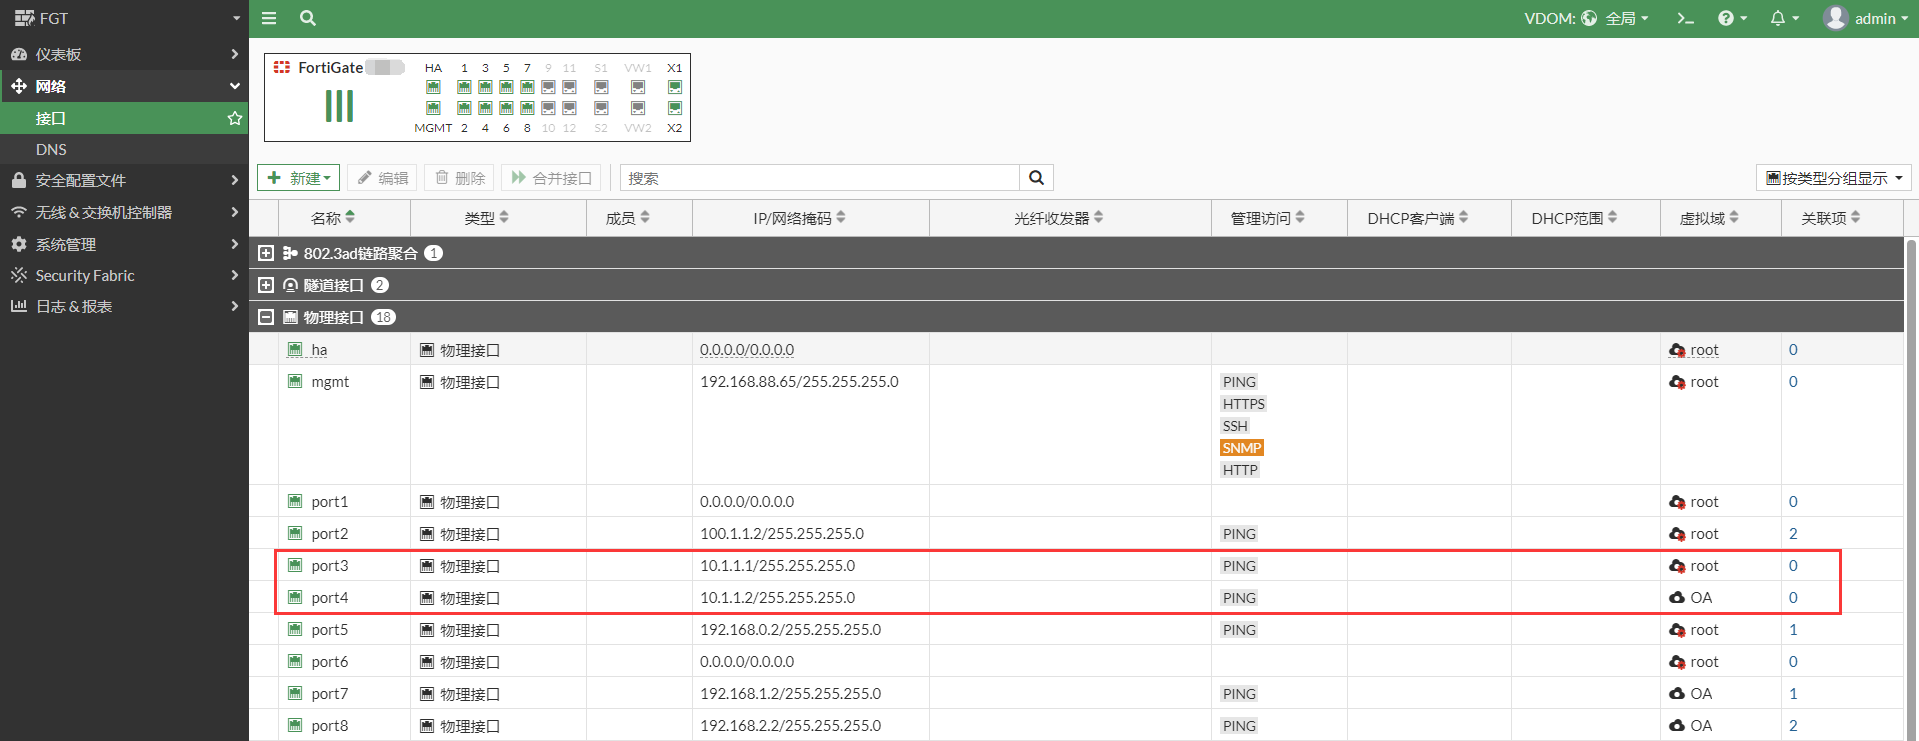 FGT
VDOM: 全局 admin
仪表板
网络
接口
DNS
安全配置文件
无线 & 交换机控制器
系统管理
Security Fabric
日志 & 报表
FortiGate
HA 1 3 5 7 9 11 S1 VW1 X1
MGMT 2 4 6 8 10 12 S2 VW2 X2
新建 编辑 删除 合并接口 搜索 按类型分组显示
名称 类型 成员 IP/网络掩码 光纤收发器 管理访问 DHCP客户端 DHCP范围 虚拟域 关联项
802.3ad链路聚合 1
隧道接口 2
物理接口 18
ha 物理接口 0.0.0.0/0.0.0.0 root 0
mgmt 物理接口 192.168.88.65/255.255.255.0 PING root 0
HTTPS
SSH
SNMP
HTTP
port1 物理接口 0.0.0.0/0.0.0.0 root 0
port2 物理接口 100.1.1.2/255.255.255.0 PING root 2
port3 物理接口 10.1.1.1/255.255.255.0 PING root 0
port4 物理接口 10.1.1.2/255.255.255.0 PING OA 0
port5 物理接口 192.168.0.2/255.255.255.0 PING root 1
port6 物理接口 0.0.0.0/0.0.0.0 root 0
port7 物理接口 192.168.1.2/255.255.255.0 PING OA 1
port8 物理接口 192.168.2.2/255.255.255.0 PING OA 2